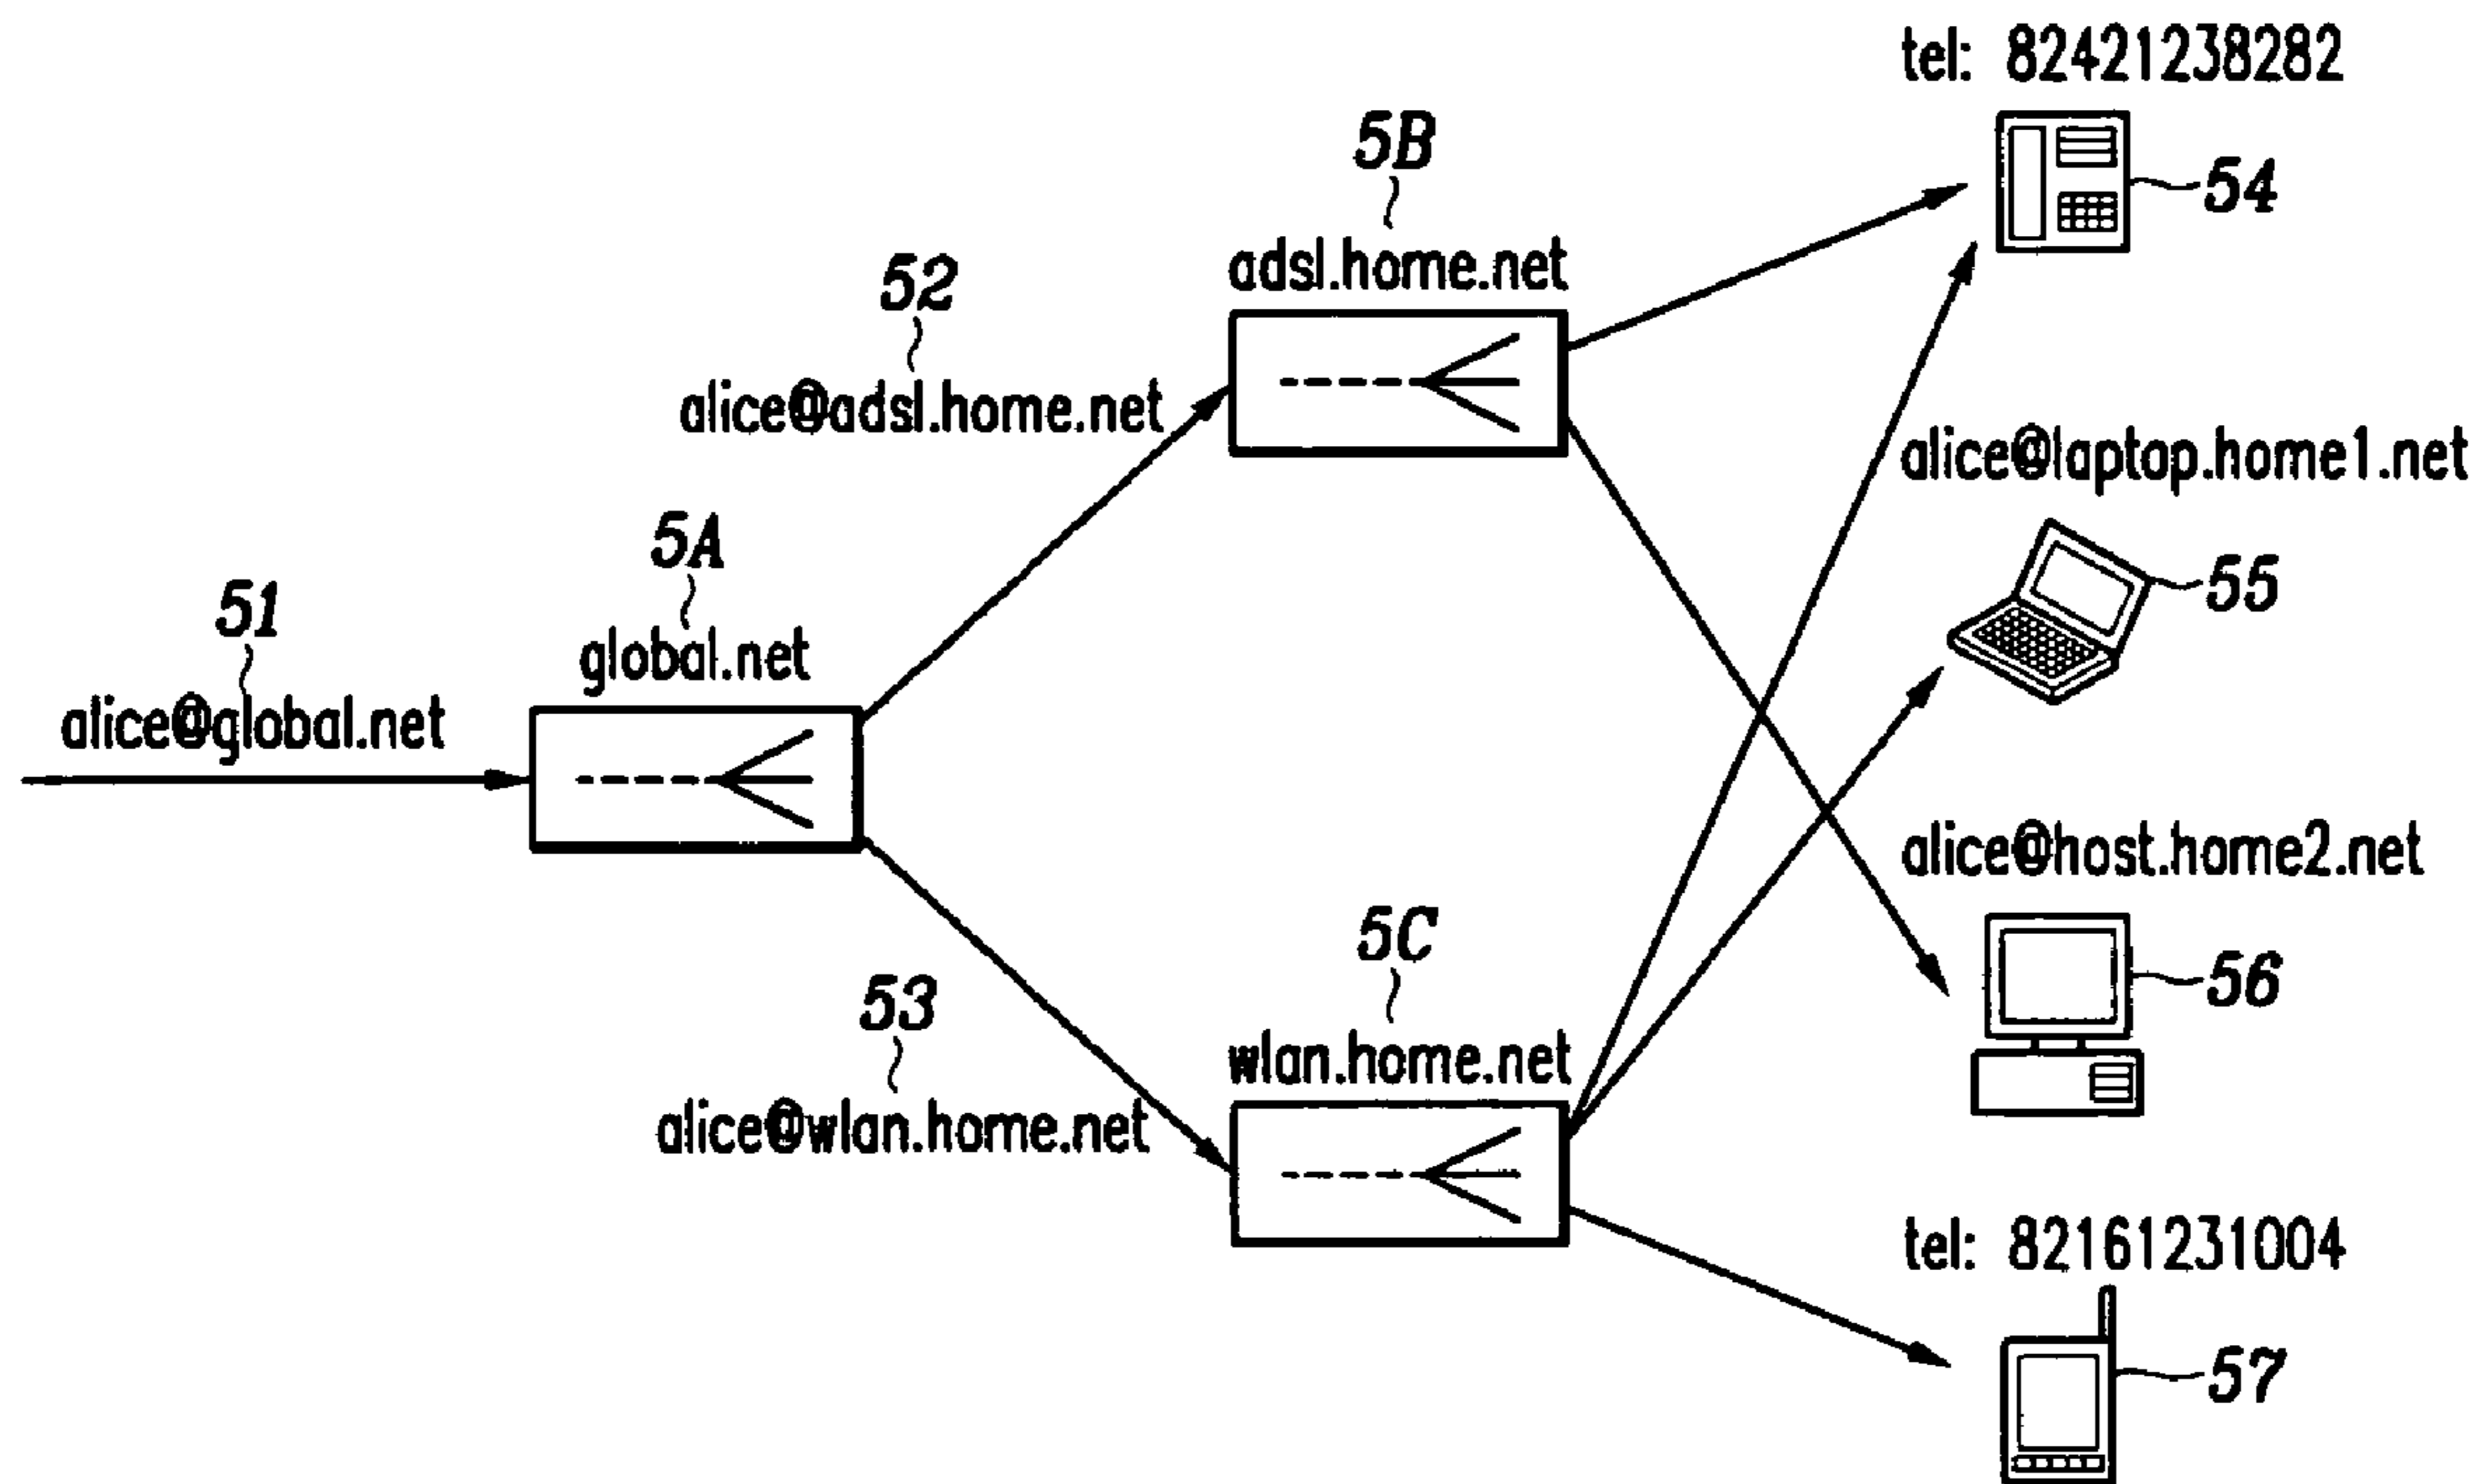 tel: 82421238282
5B
54
adsl.home.net
52
alice@adsl.home.net
alice@laptop.home1.net
5A
55
51
global.net
alice@global.net
alice@host.home2.net
5C
56
53
wlan.home.net
alice@wlan.home.net
tel: 82161231004
57